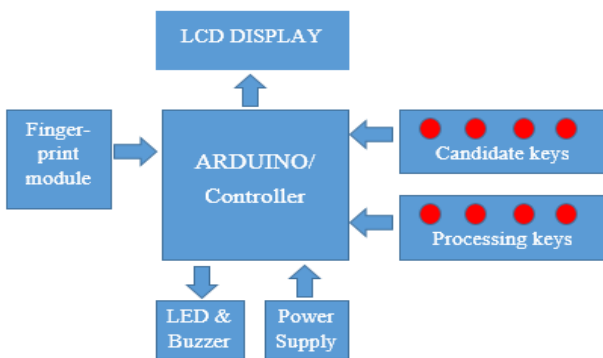 LCD DISPLAY
Finger-
print
module
ARDUINO/
Controller
Candidate keys
Processing keys
LED &
Buzzer
Power
Supply